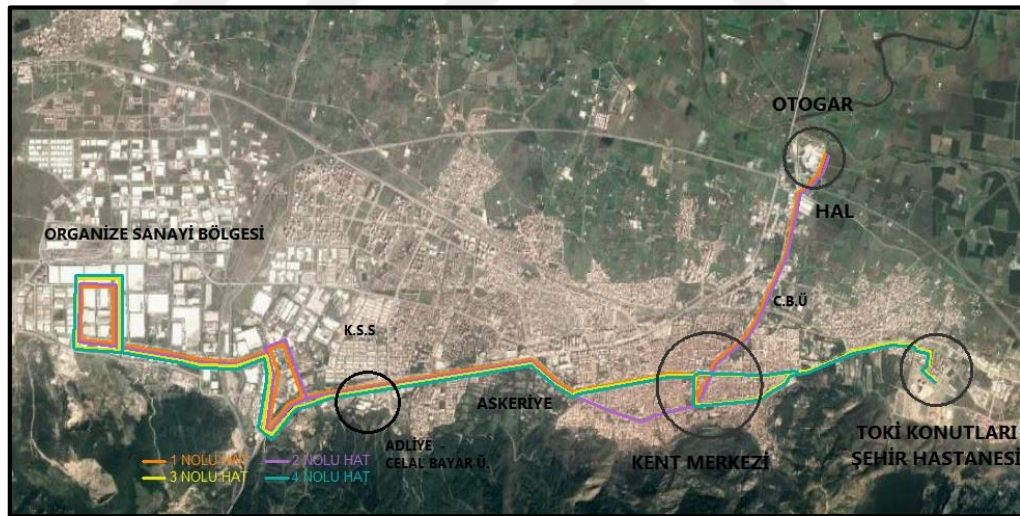 OTOGAR
HAL
ORGANİZE SANAYİ BÖLGESİ
C.B.Ü
K.S.S
ASKERİYE
ADLİYE -
CELAL BAYAR Ü.
KENT MERKEZİ
TOKİ KONUTLARI
ŞEHİR HASTANESİ
1 NOLU HAT
2 NOLU HAT
3 NOLU HAT
4 NOLU HAT